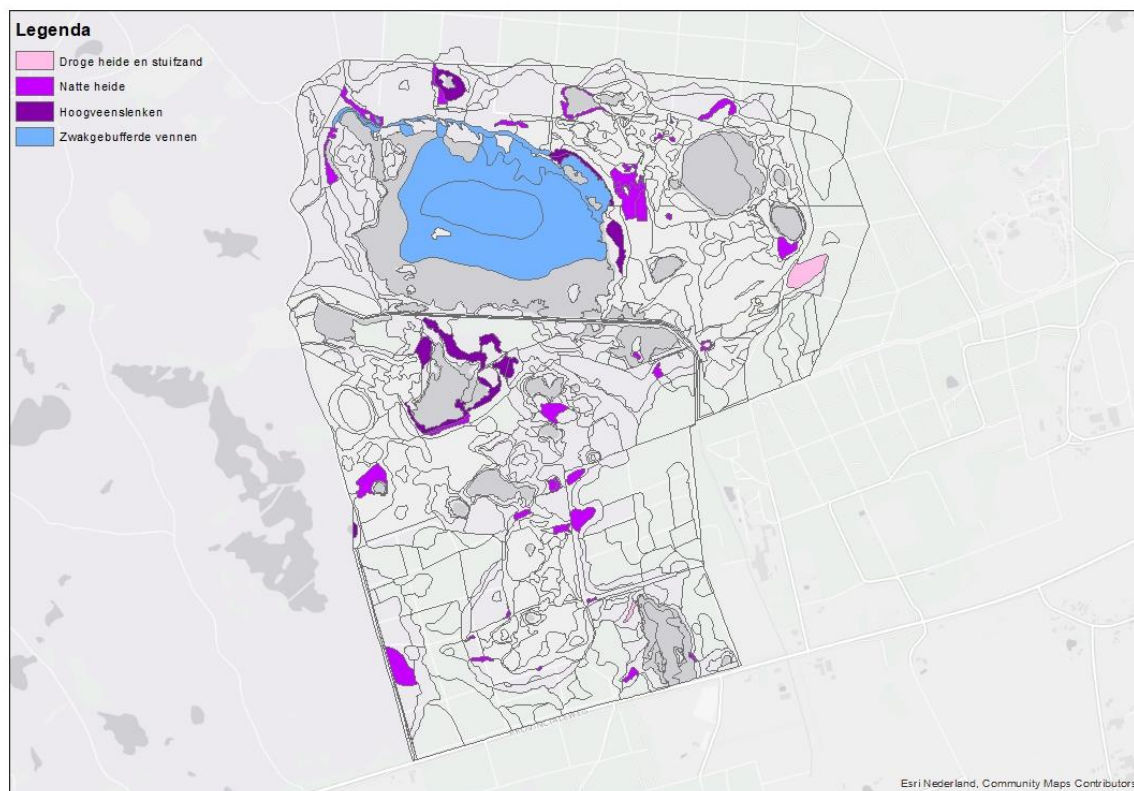 Legenda
Droge heide en stuifzand
Natte heide
Hoogveenslenken
Zwakgebufferde vennen
Esri Nederland, Community Maps Contributors